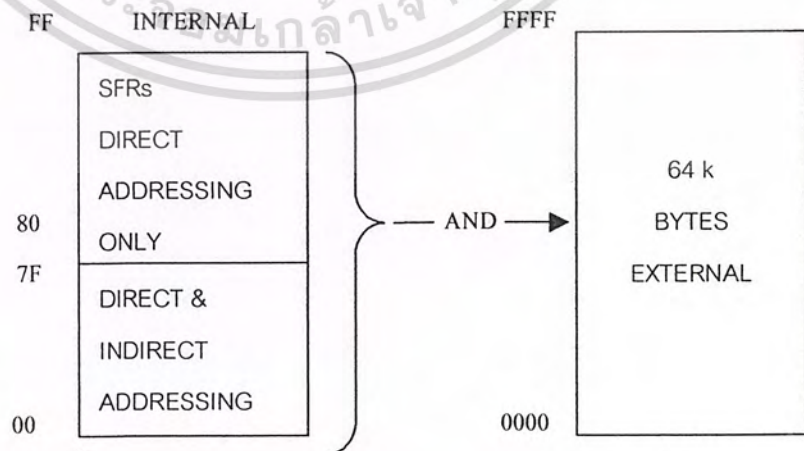 FF INTERNAL FFFF
SFRs
DIRECT
ADDRESSING
80
ONLY
7F
DIRECT &
INDIRECT
ADDRESSING
00
AND
64 k
BYTES
EXTERNAL
0000